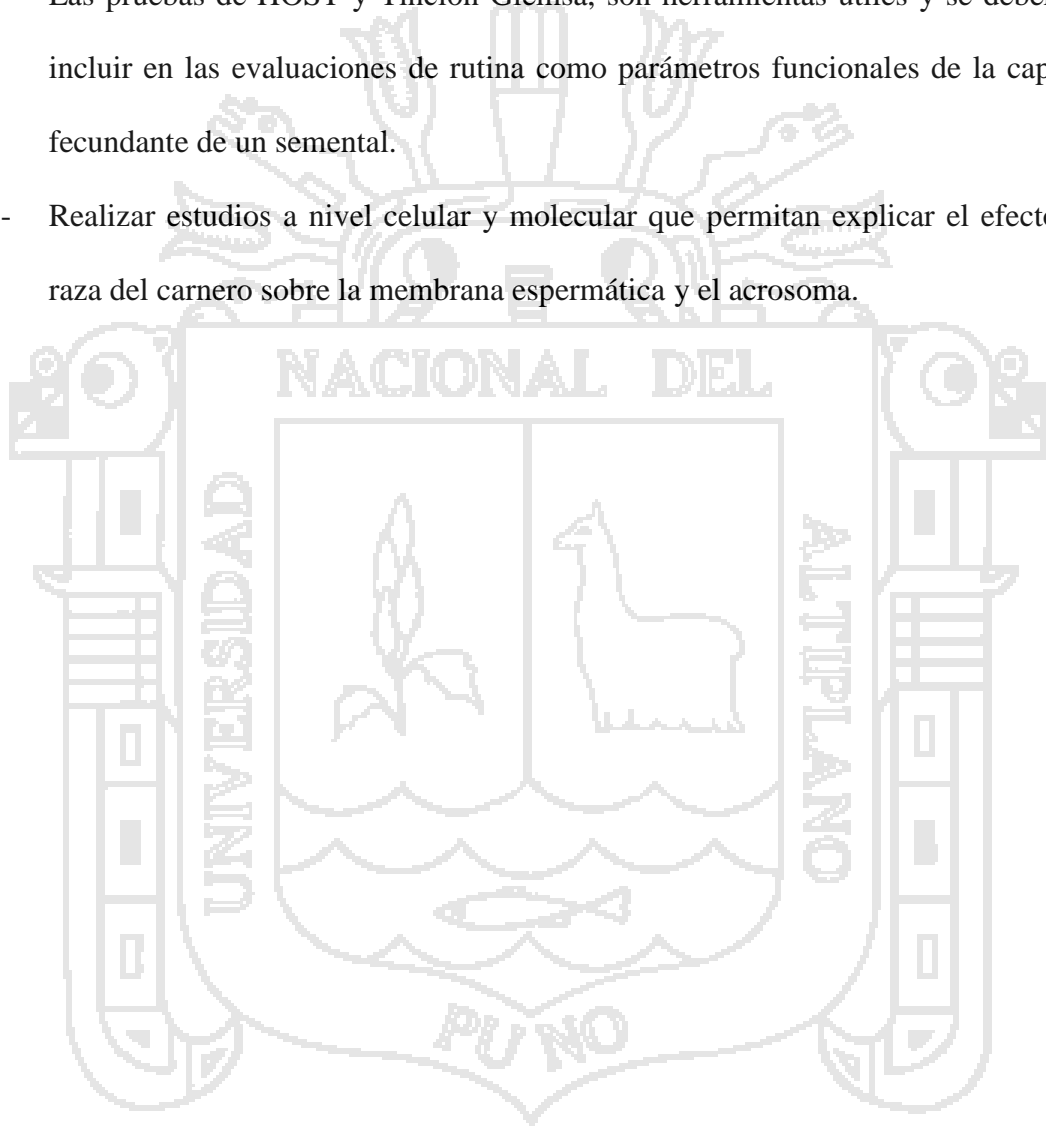 Las pruebas de HOST y Tinción Giemsa, son herramientas útiles y se deber
incluir en las evaluaciones de rutina como parámetros funcionales de la cap
fecundante de un semental.
- Realizar estudios a nivel celular y molecular que permitan explicar el efecto
raza del carnero sobre la membrana espermática y el acrosoma.
NACIONAL DEL
UNIVERSIDAD
ALTIPLANO
PUNO